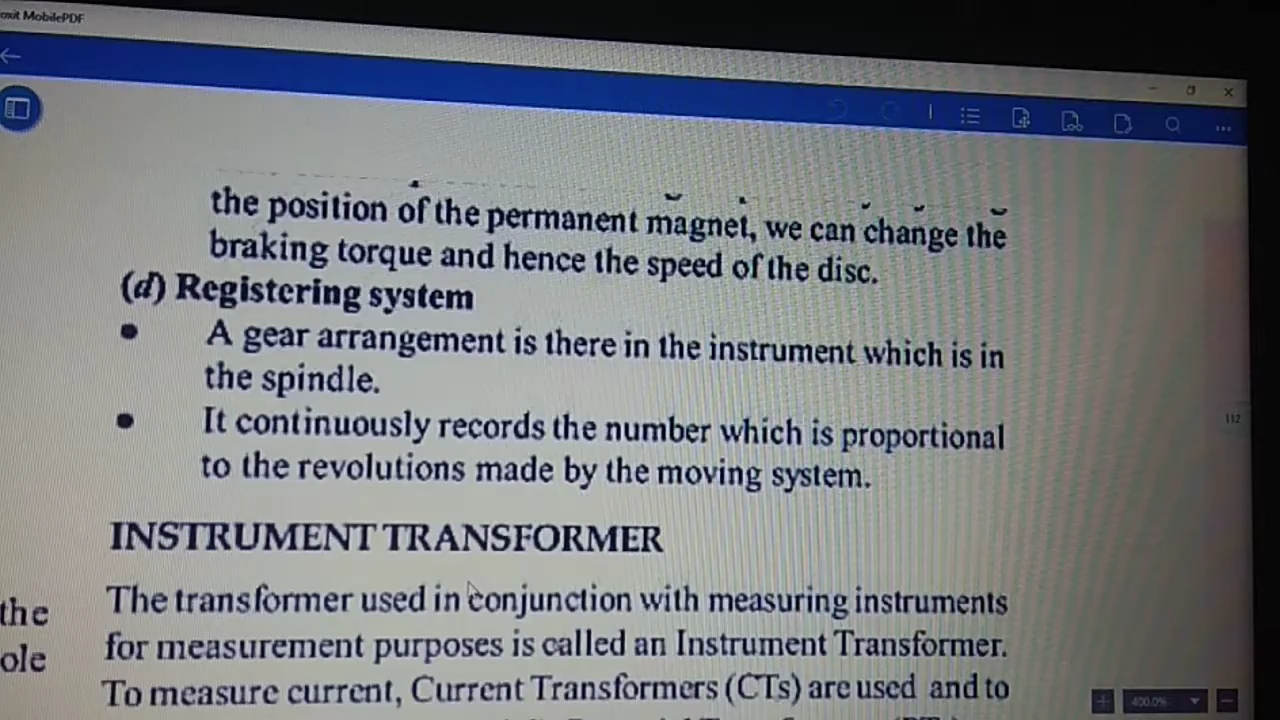 oxit MobilePDF
the position of the permanent magnet, we can change the
braking torque and hence the speed of the disc.
(d) Registering system
• A gear arrangement is there in the instrument which is in
the spindle.
• It continuously records the number which is proportional
to the revolutions made by the moving system.
112
INSTRUMENT TRANSFORMER
the
ole
The transformer used in conjunction with measuring instruments
for measurement purposes is called an Instrument Transformer.
To measure current, Current Transformers (CTs) are used and to
400.0%